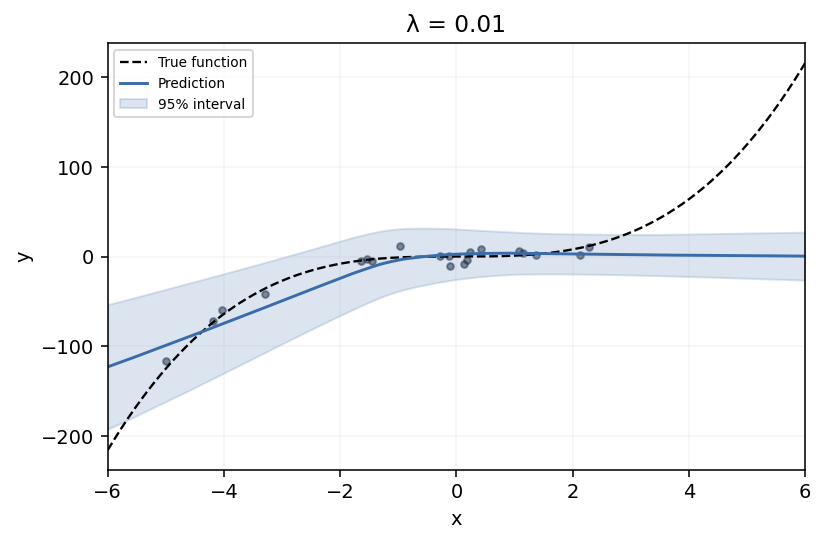 λ = 0.01
True function
Prediction
95% interval
200
100
0
−100
−200
y
−6
−4
−2
0
2
4
6
x